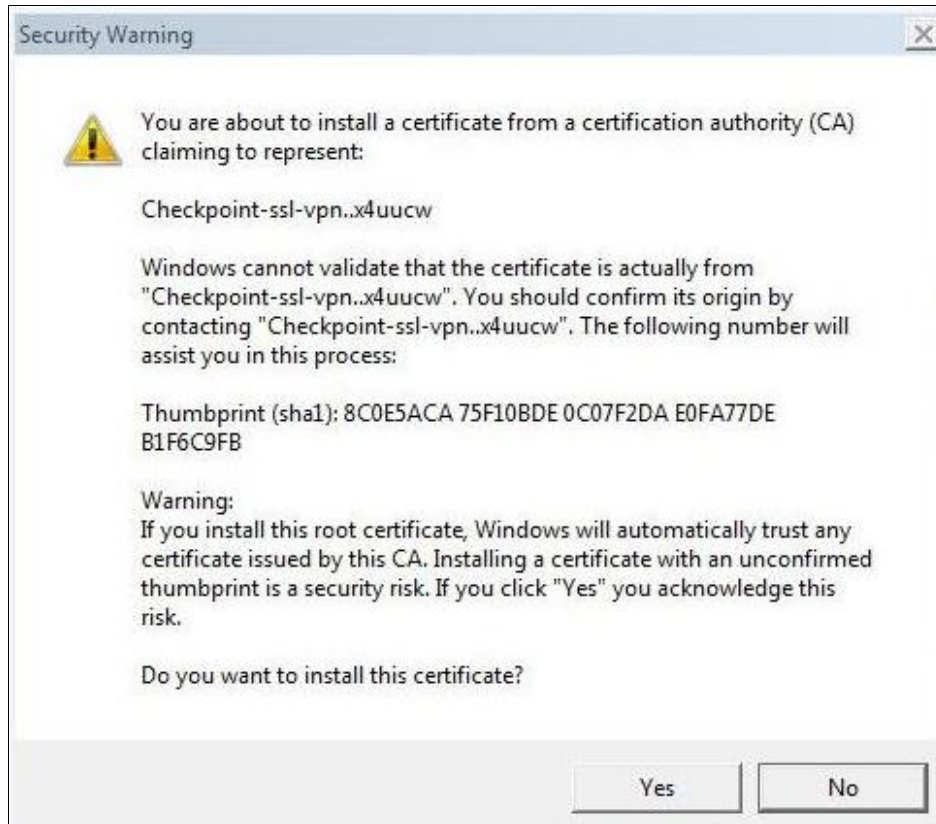 Security Warning
You are about to install a certificate from a certification authority (CA)
claiming to represent:
Checkpoint-ssl-vpn..x4uucw
Windows cannot validate that the certificate is actually from
"Checkpoint-ssl-vpn..x4uucw". You should confirm its origin by
contacting "Checkpoint-ssl-vpn..x4uucw". The following number will
assist you in this process:
Thumbprint (sha1): 8C0E5ACA 75F10BDE 0C07F2DA E0FA77DE
B1F6C9FB
Warning:
If you install this root certificate, Windows will automatically trust any
certificate issued by this CA. Installing a certificate with an unconfirmed
thumbprint is a security risk. If you click "Yes" you acknowledge this
risk.
Do you want to install this certificate?
Yes
No